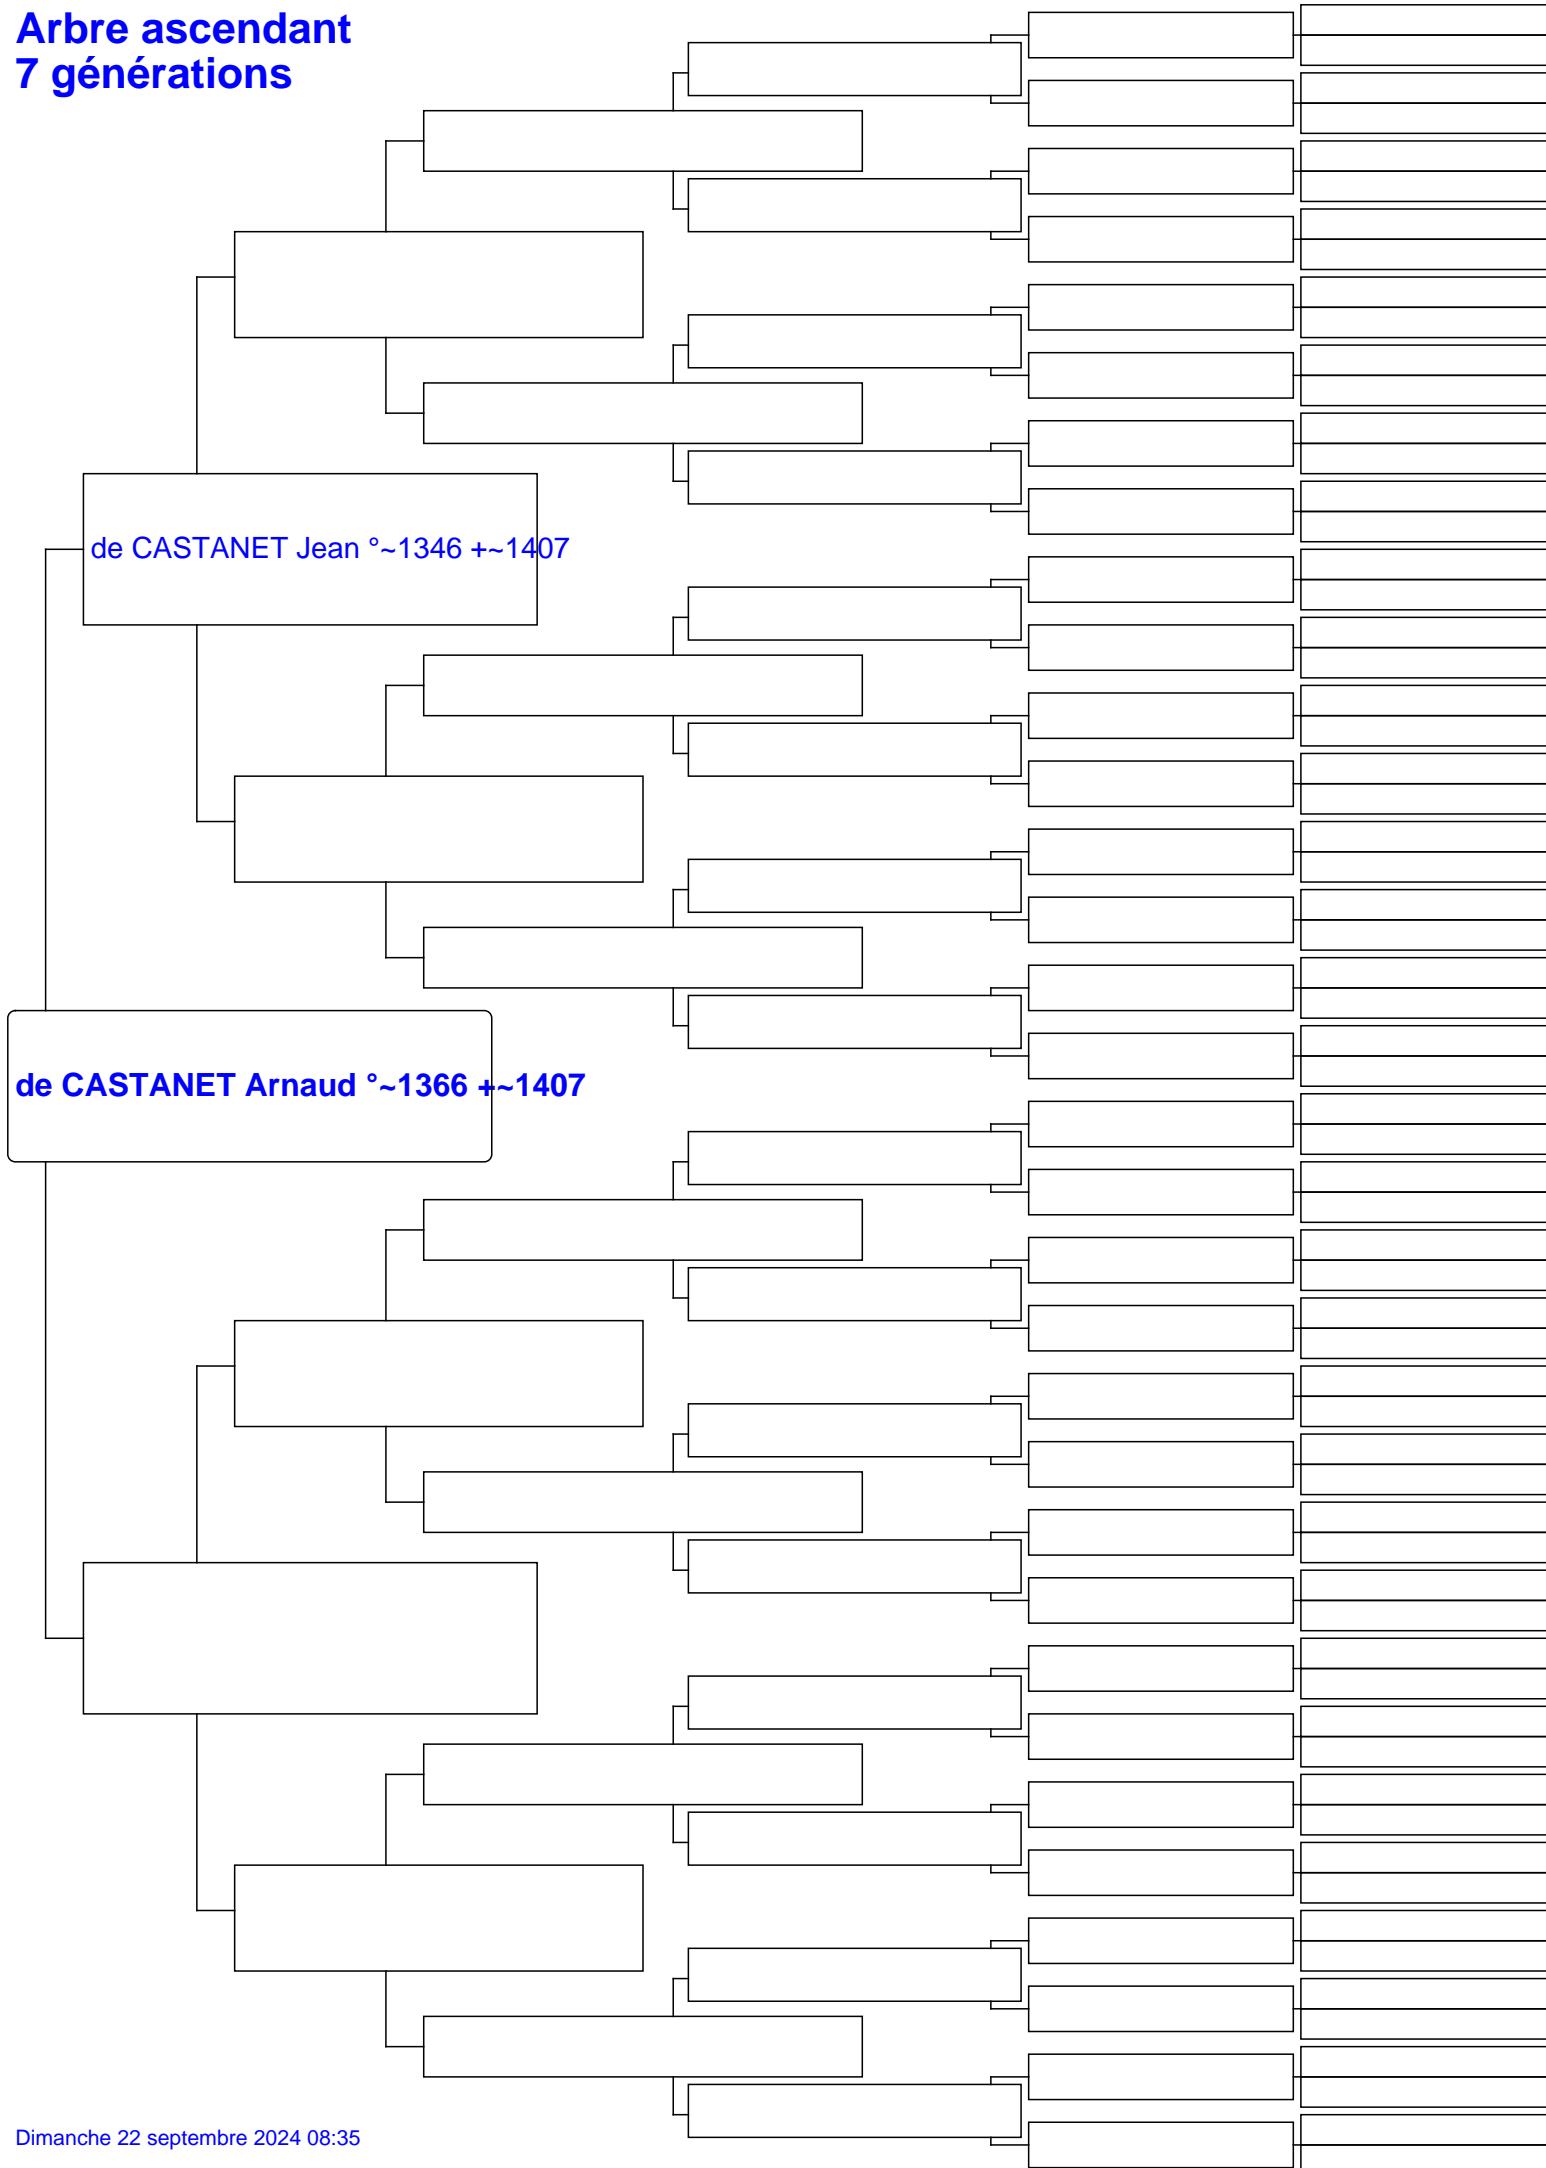 Arbre ascendant
7 générations
de CASTANET Jean °~1346 +~1407
de CASTANET Arnaud °~1366 +~1407
Dimanche 22 septembre 2024 08:35